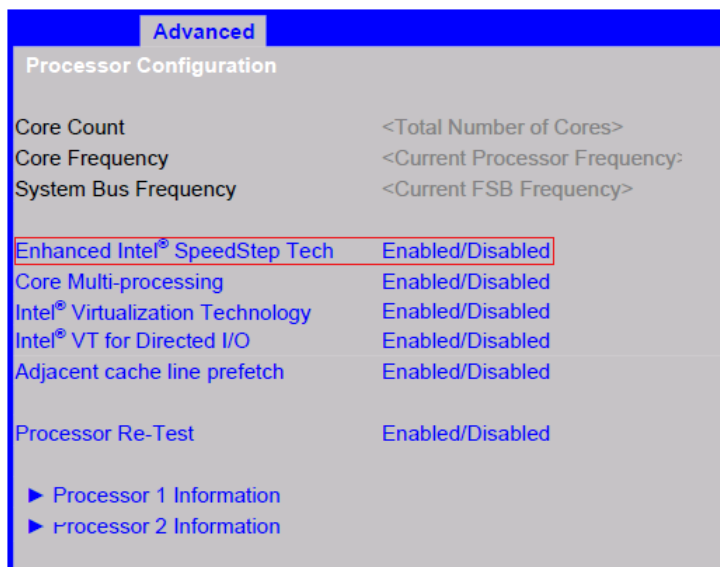 Advanced
Processor Configuration
Core Count <Total Number of Cores>
Core Frequency <Current Processor Frequency>
System Bus Frequency <Current FSB Frequency>
Enhanced Intel® SpeedStep Tech Enabled/Disabled
Core Multi-processing Enabled/Disabled
Intel® Virtualization Technology Enabled/Disabled
Intel® VT for Directed I/O Enabled/Disabled
Adjacent cache line prefetch Enabled/Disabled
Processor Re-Test Enabled/Disabled
► Processor 1 Information
► Processor 2 Information